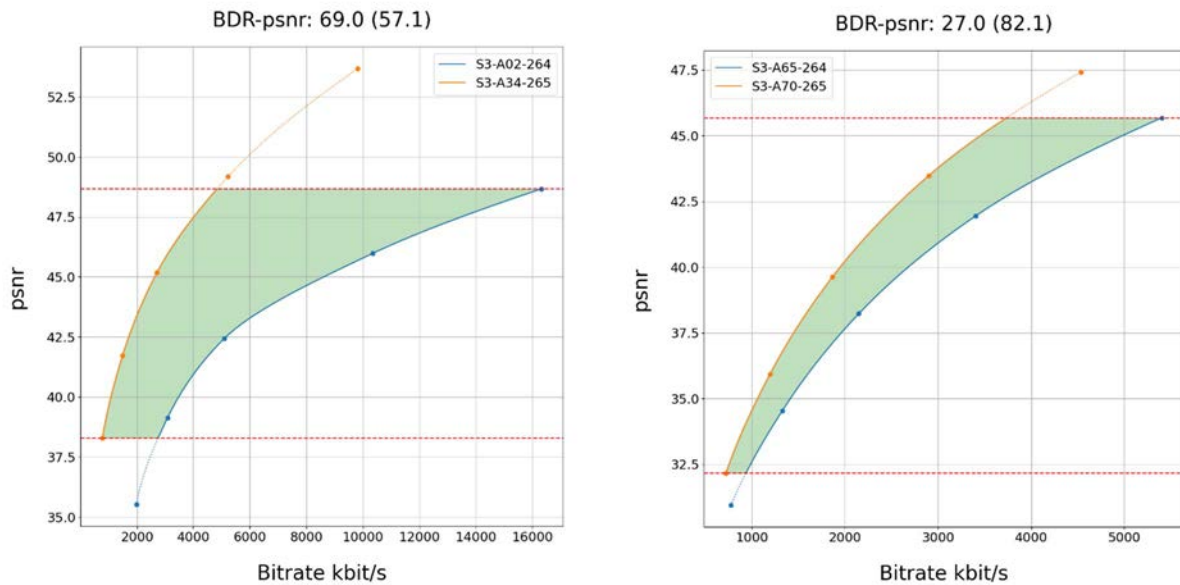 BDR-psnr: 69.0 (57.1)
S3-A02-264
S3-A34-265
52.5
50.0
47.5
45.0
42.5
40.0
37.5
35.0
psnr
2000 4000 6000 8000 10000 12000 14000 16000
Bitrate kbit/s
BDR-psnr: 27.0 (82.1)
S3-A65-264
S3-A70-265
47.5
45.0
42.5
40.0
37.5
35.0
32.5
psnr
1000 2000 3000 4000 5000
Bitrate kbit/s